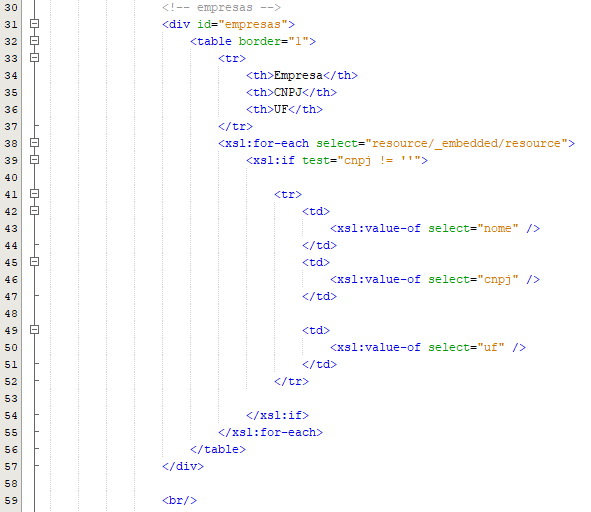 30 <!-- empresas -->
31 <div id="empresas">
32 <table border="1">
33 <tr>
34 <th>Empresa</th>
35 <th>CNPJ</th>
36 <th>UF</th>
37 </tr>
38 <xsl:for-each select="resource/_embedded/resource">
39 <xsl:if test="cnpj != ''">
40
41 <tr>
42 <td>
43 <xsl:value-of select="nome" />
44 </td>
45 <td>
46 <xsl:value-of select="cnpj" />
47 </td>
48
49 <td>
50 <xsl:value-of select="uf" />
51 </td>
52 </tr>
53
54 </xsl:if>
55 </xsl:for-each>
56 </table>
57 </div>
58
59 <br/>